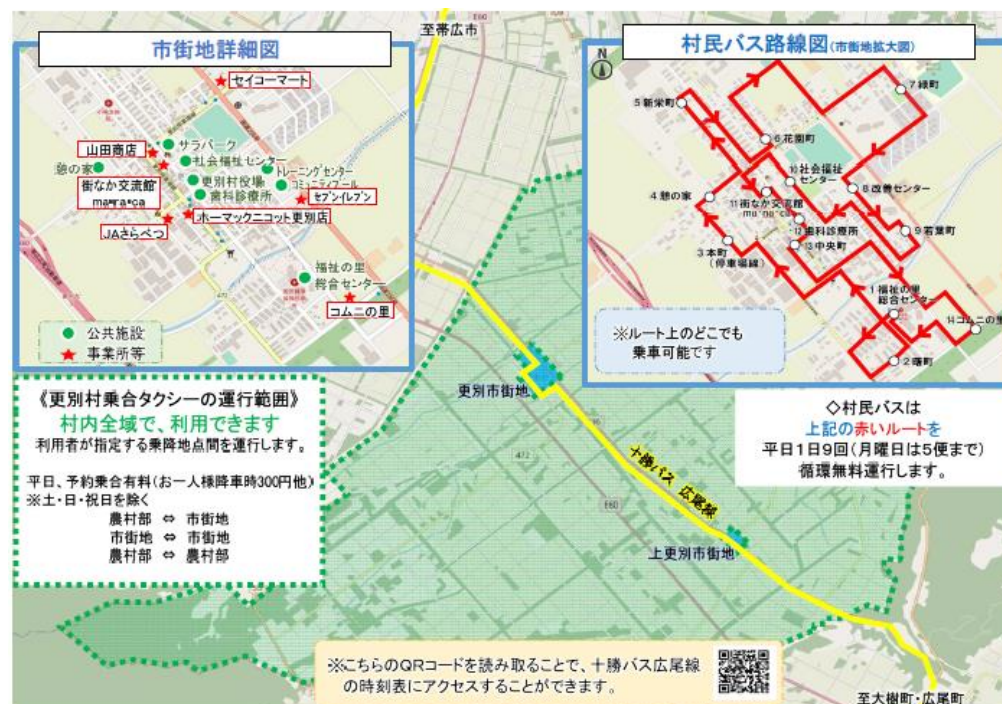 至帯広市
E60
市街地詳細図
セイコーマート
山田商店
サラパーク
社会福祉センター
憩の家
トレーニングセンター
コミュニティプール
更別村役場
歯科診療所
セブンイレブン
街なか交流館
ma*na*ca
ホーマックニコット更別店
JAさらべつ
福祉の里
総合センター
コムニの里
472
公共施設
事業所等
村民バス路線図(市街地拡大図)
N
5 新栄町
7 緑町
6 花園町
10 社会福祉
センター
4 憩の家
11 街なか交流館
ma*na*ca
8 改善センター
12 歯科診療所
9 若葉町
13 中央町
3 本町
(停車場線)
1 福祉の里
総合センター
14 コムニの里
2 曙町
※ルート上のどこでも
乗車可能です
《更別村乗合タクシーの運行範囲》
村内全域で、利用できます
利用者が指定する乗降地点間を運行します。
平日、予約乗合有料(お一人様降車時300円他)
※土・日・祝日を除く
農村部 ⇔ 市街地
市街地 ⇔ 市街地
農村部 ⇔ 農村部
更別市街地
472
E60
十勝バス 広尾線
上更別市街地
◇村民バスは
上記の赤いルートを
平日1日9回(月曜日は5便まで)
循環無料運行します。
※こちらのQRコードを読み取ることで、十勝バス広尾線
の時刻表にアクセスすることができます。
至大樹町・広尾町